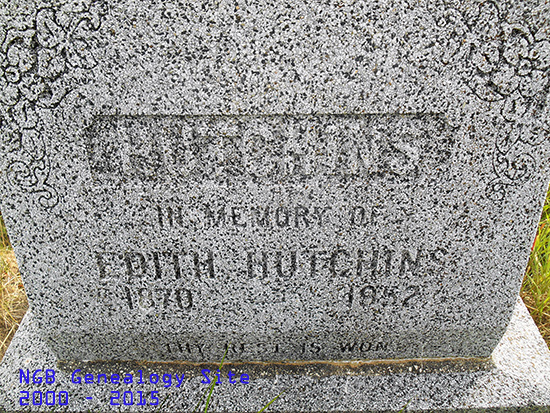 HUTCHINS
IN MEMORY OF
EDITH HUTCHINS
1870 1952
THY REST IS WON
NGB Genealogy Site
2000 - 2015